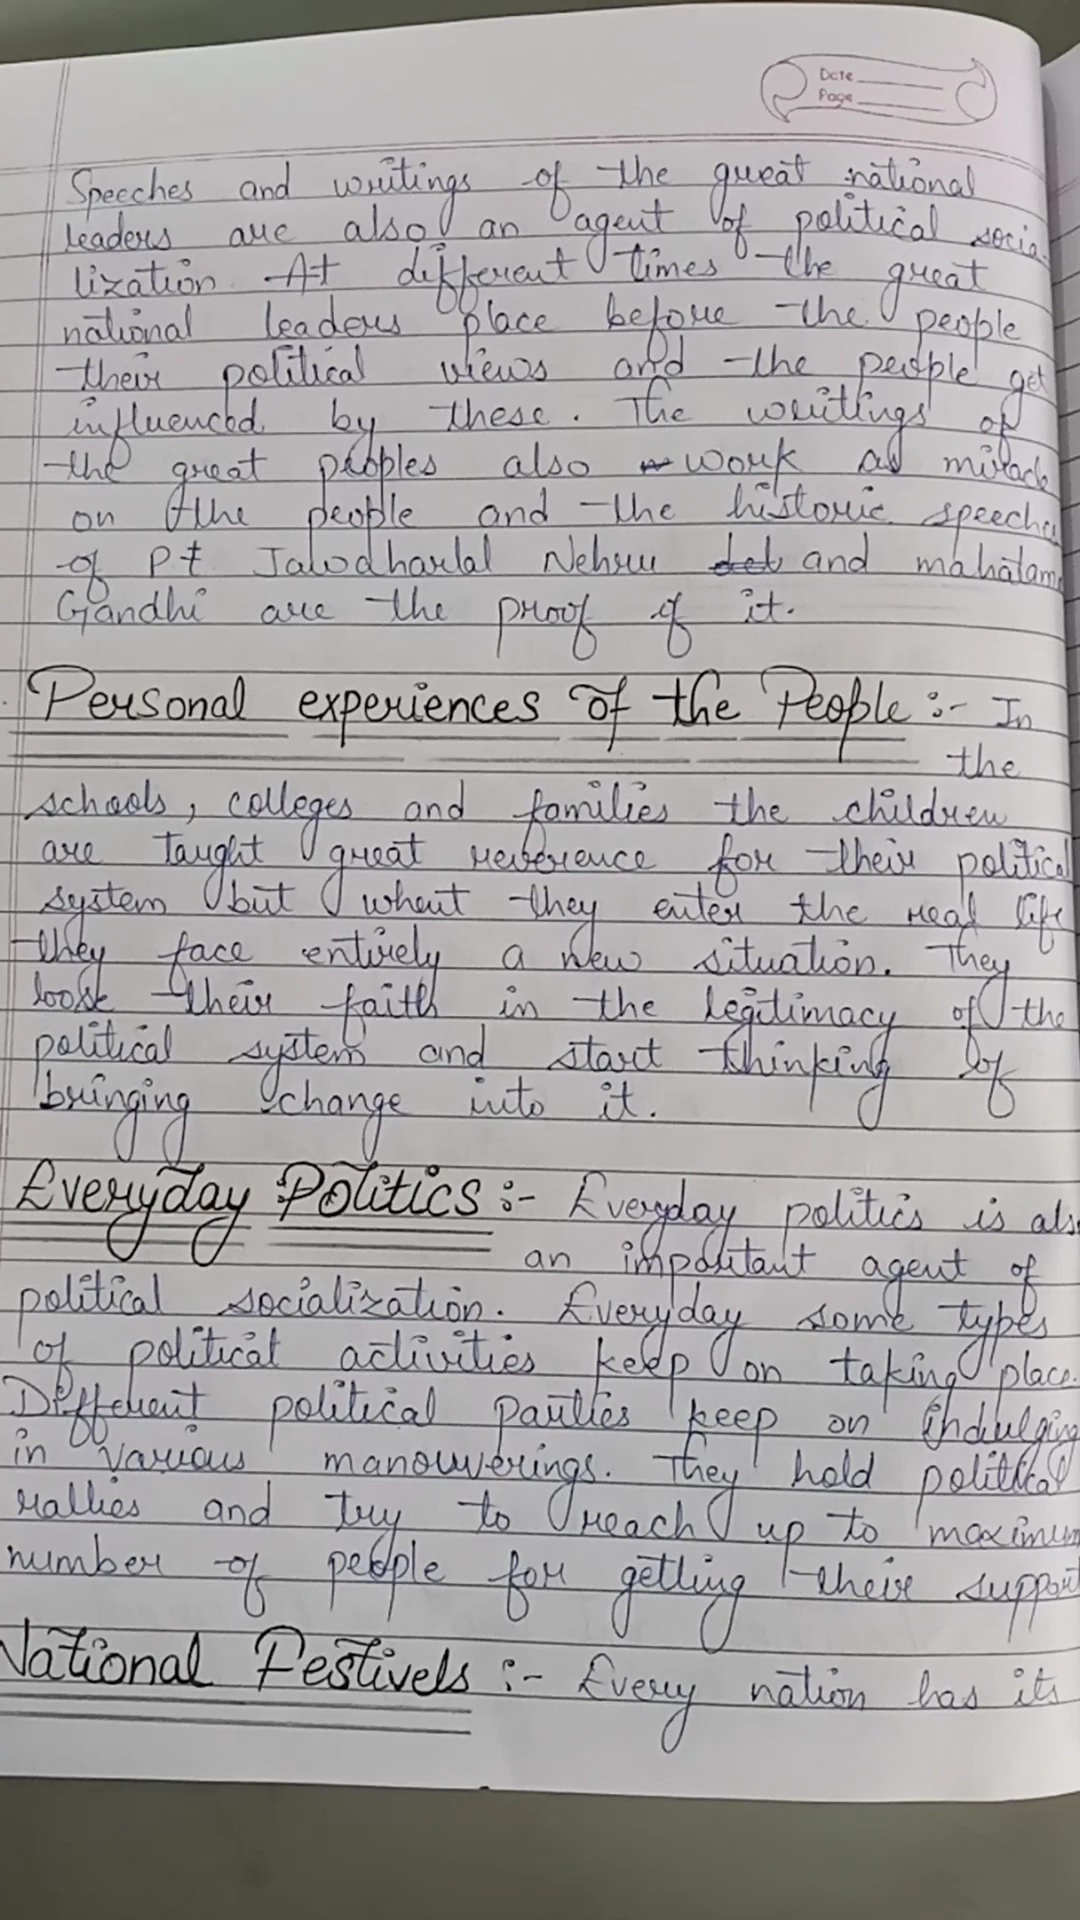 Date
Page
Speeches and writings of the great national
leaders are also an agent of political socia
lization. At different times the great
national leaders place before the people
their political views and the people get
influenced by these. The writings of
the great peoples also work as miracle
on the people and the historic speeches
of Pt Jawaharlal Nehru and mahatama
Gandhi are the proof of it.
Personal experiences of the People :- In
the
schools, colleges and families the children
are taught great reverence for their political
system but when they enter the real life
they face entirely a new situation. They
loose their faith in the legitimacy of the
political system and start thinking of
bringing change into it.
Everyday Politics :- Everyday politics is als
an important agent of
political socialization. Everyday some types
of political activities keep on taking place.
Different political parties keep on indulging
in various manouverings. They hold political
rallies and try to reach up to maximum
number of people for getting their support
National Festivels :- Every nation has its